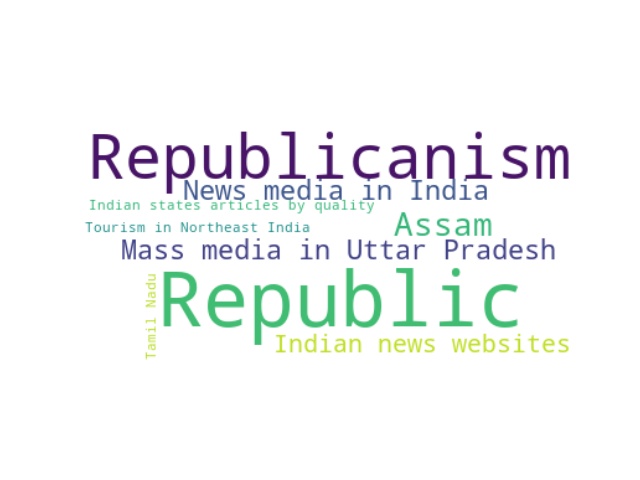 Republicanism
News media in India
Indian states articles by quality
Assam
Tourism in Northeast India
Mass media in Uttar Pradesh
Republic
Tamil Nadu
Indian news websites